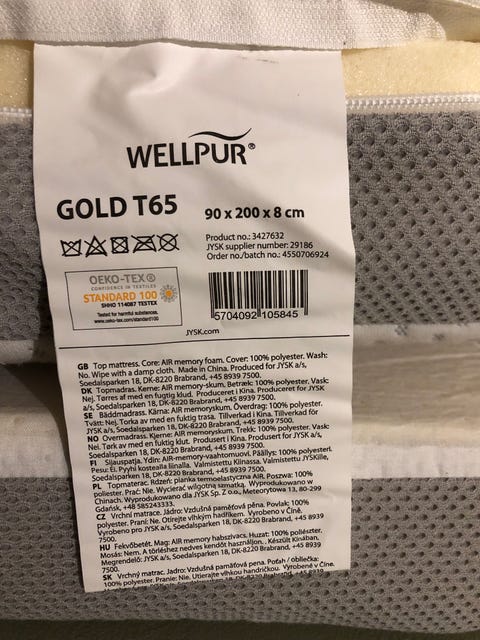 WELLPUR®
GOLD T65
90 x 200 x 8 cm
Product no.: 3427632
JYSK supplier number: 29186
Order no./batch no.: 4550706924
OEKO-TEX®
CONFIDENCE IN TEXTILES
STANDARD 100
SHHO 114087 TESTEX
Tested for harmful substances.
www.oeko-tex.com/standard100
5704092 105845
JYSK.com
GB Top mattress. Core: AIR memory foam. Cover: 100% polyester. Wash:
No. Wipe with a damp cloth. Made in China. Produced for JYSK a/s,
Soedalsparken 18, DK-8220 Brabrand, +45 8939 7500.
DK Topmadras. Kerne: AIR memory-skum, Betræk: 100% polyester. Vask:
Nej. Tørres af med en fugtig klud. Produceret i Kina. Produceret for JYSK
a/s, Soedalsparken 18, DK-8220 Brabrand, +45 8939 7500.
SE Bäddmadrass. Kärna: AIR memoryskum, Överdrag: 100% polyester.
Tvätt: Nej. Torka av med en fuktig trasa. Tillverkad i Kina. Tillverkad för
JYSK a/s, Soedalsparken 18, DK-8220 Brabrand, +45 8939 7500.
NO Overmadrass. Kjerne: AIR memoryskum. Trekk: 100% polyester. Vask:
Nei. Tørk av med en fuktig klut. Produsert i Kina. Produsert for JYSK a/s,
Soedalsparken 18, DK-8220 Brabrand, +45 8939 7500.
FI Sijauspatja. Ydin: AIR-memory-vaahtomuovi. Päällys: 100% polyesteri.
Pesu: Ei. Pyyhi kostealla liinalla. Valmistettu Kiinassa. Valmistuttaja JYSKille,
Soedalsparken 18, DK-8220 Brabrand, +45 8939 7500.
PL Topmaterac. Rdzeń: pianka termoelastyczna AIR. Poszwa: 100%
poliester. Prać: Nie. Wycierać wilgotną szmatką. Wyprodukowano w
Chinach. Wyprodukowano dla JYSK Sp. Z o.o., Meteorytowa 13, 80-299
Gdańsk, +48 585243333.
CZ Vrchní matrace. Jádro: Vzdušná paměťová pěna. Povlak: 100%
polyester. Praní: Ne. Otírejte vlhkým hadříkem. Vyrobeno v Číně.
Vyrobeno pro JYSK a/s, Soedalsparken 18, DK-8220 Brabrand, +45 8939
7500.
HU Fekvőbetét. Mag: AIR memory habszivacs. Huzat: 100% poliészter.
Mosás: Nem. A törléshez nedves kendőt használjon. Készült Kínában,
Megrendelő: JYSK a/s, Soedalsparken 18, DK-8220 Brabrand, +45 8939
7500.
SK Vrchný matrac. Jadro: Vzdušná pamäťová pena. Poťah / obliečka:
100% polyester. Pranie: Nie. Utierajte vlhkou handričkou. Vyrobené v Číne.